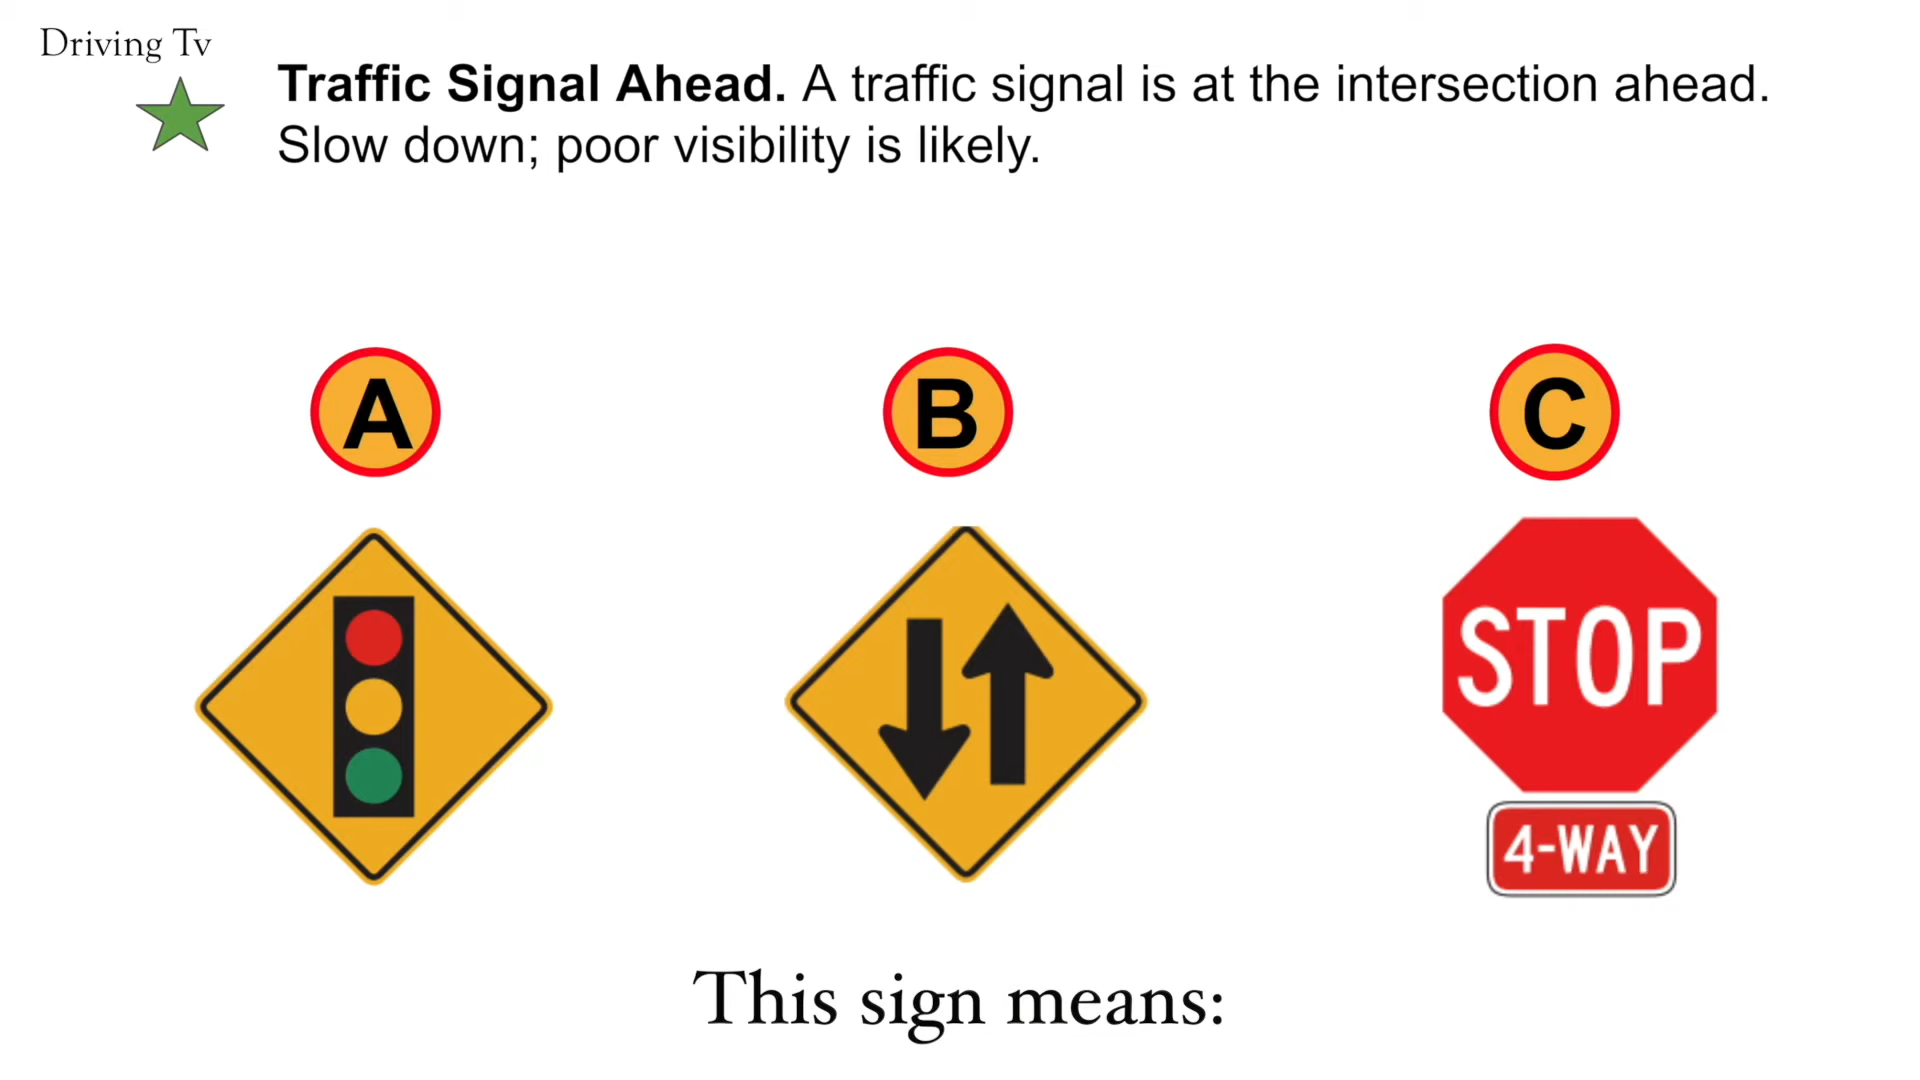 Driving Tv
Traffic Signal Ahead. A traffic signal is at the intersection ahead.
Slow down; poor visibility is likely.
A
B
C
STOP
4-WAY
This sign means: